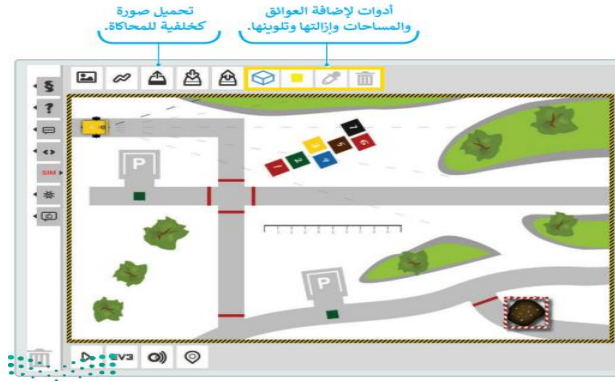 تحميل صورة
كخلفية للمحاكاة.
أدوات لإضافة العوائق
والمساحات وإزالتها وتلوينها.
§
?
<>
SIM
P
P
EV3